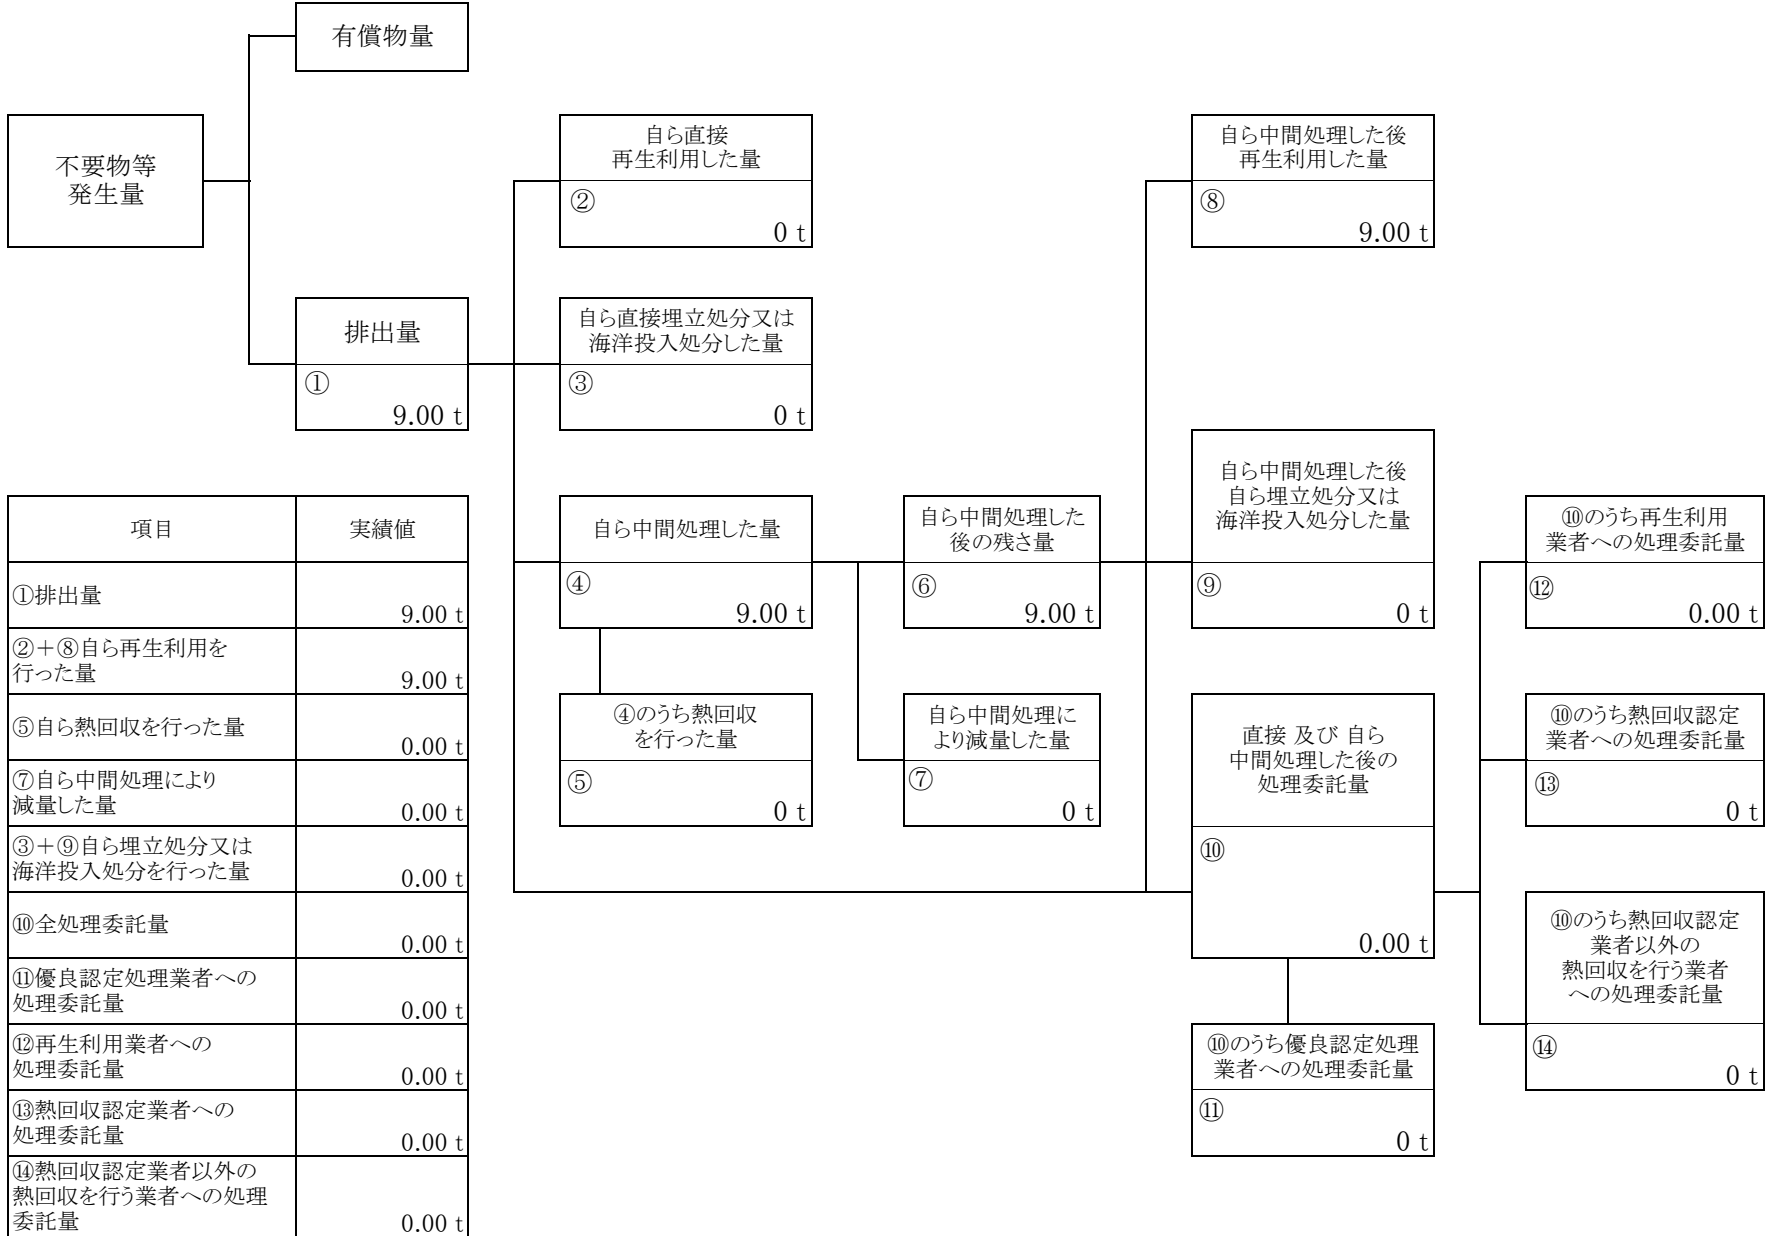 有償物量
不要物等
発生量
自ら直接
再生利用した量
②
0 t
自ら中間処理した後
再生利用した量
⑧
9.00 t
排出量
①
9.00 t
自ら直接埋立処分又は
海洋投入処分した量
③
0 t
自ら中間処理した量
④
9.00 t
自ら中間処理した
後の残さ量
⑥
9.00 t
自ら中間処理した後
自ら埋立処分又は
海洋投入処分した量
⑨
0 t
⑩のうち再生利用
業者への処理委託量
⑫
0.00 t
④のうち熱回収
を行った量
⑤
0 t
自ら中間処理に
より減量した量
⑦
0 t
直接 及び 自ら
中間処理した後の
処理委託量
⑩
0.00 t
⑩のうち熱回収認定
業者への処理委託量
⑬
0 t
⑩のうち熱回収認定
業者以外の
熱回収を行う業者
への処理委託量
⑭
0 t
⑩のうち優良認定処理
業者への処理委託量
⑪
0 t
項目 実績値
①排出量
9.00 t
②＋⑧自ら再生利用を
行った量
9.00 t
⑤自ら熱回収を行った量
0.00 t
⑦自ら中間処理により
減量した量
0.00 t
③＋⑨自ら埋立処分又は
海洋投入処分を行った量
0.00 t
⑩全処理委託量
0.00 t
⑪優良認定処理業者への
処理委託量
0.00 t
⑫再生利用業者への
処理委託量
0.00 t
⑬熱回収認定業者への
処理委託量
0.00 t
⑭熱回収認定業者以外の
熱回収を行う業者への処理
委託量
0.00 t